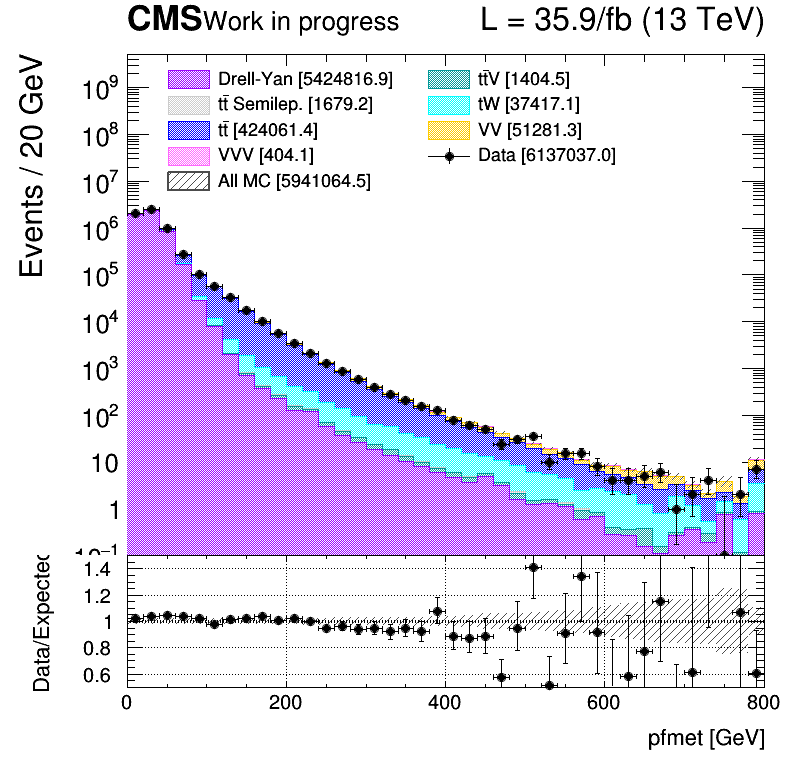 CMS Work in progress L = 35.9/fb (13 TeV)
Events / 20 GeV
Drell-Yan [5424816.9]
tt̄ Semilep. [1679.2]
tt̄ [424061.4]
VVV [404.1]
All MC [5941064.5]
tt̄V [1404.5]
tW [37417.1]
VV [51281.3]
Data [6137037.0]
10⁹
10⁸
10⁷
10⁶
10⁵
10⁴
10³
10²
10
1
10⁻¹
Data/Expected
1.4
1.2
1
0.8
0.6
0 200 400 600 800
pfmet [GeV]